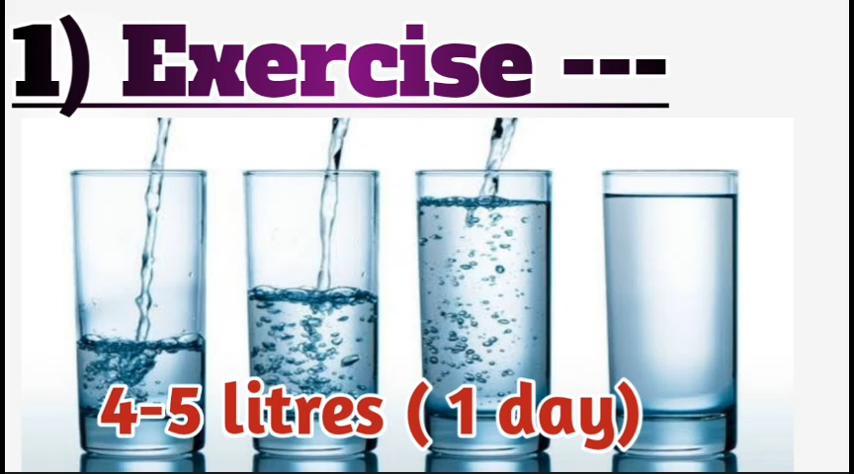 1) Exercise ---
4-5 litres ( 1 day)